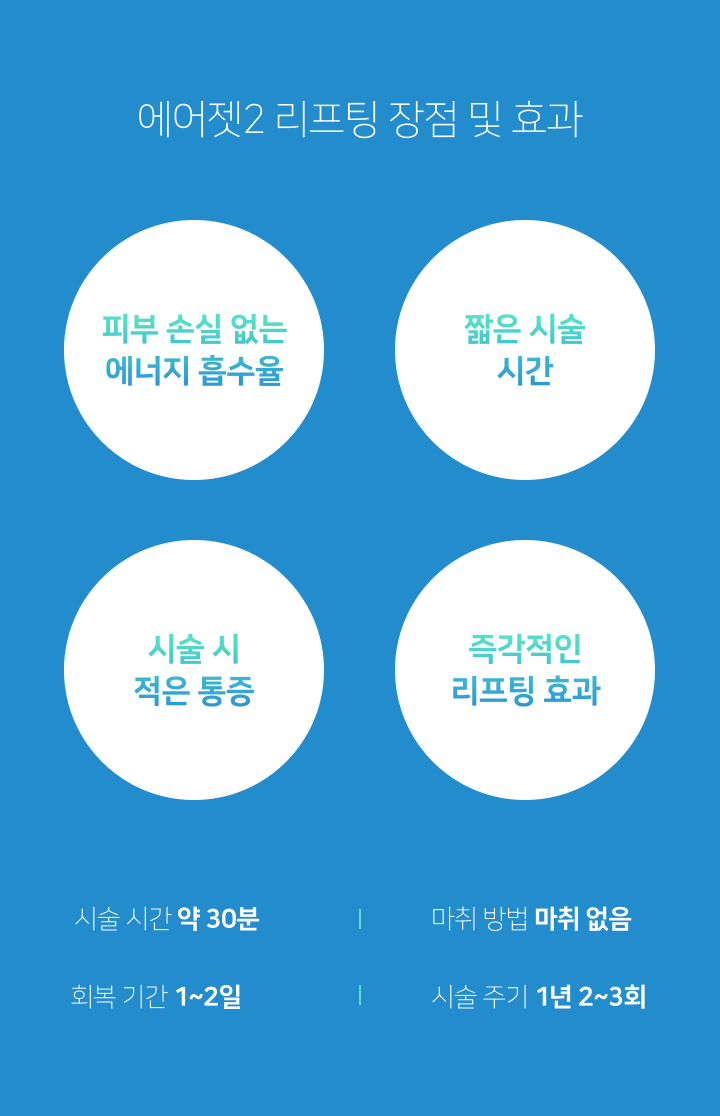 에어젯2 리프팅 장점 및 효과
피부 손실 없는
에너지 흡수율
짧은 시술
시간
시술 시
적은 통증
즉각적인
리프팅 효과
시술 시간 약 30분
마취 방법 마취 없음
회복 기간 1~2일
시술 주기 1년 2~3회